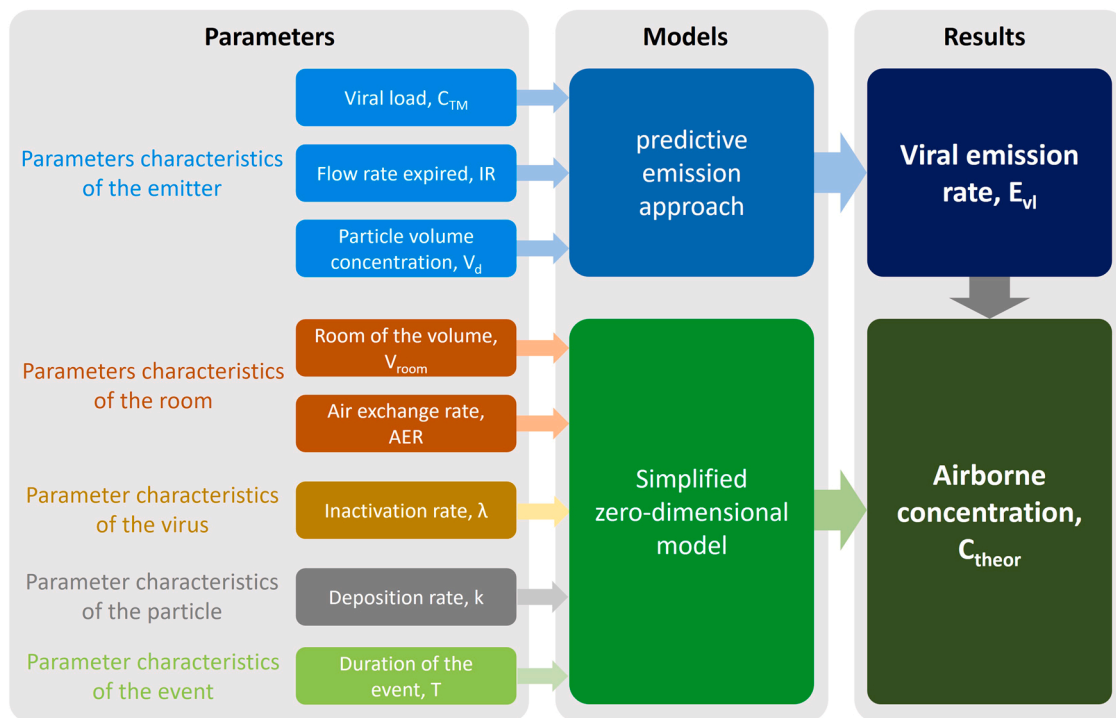 Parameters
Models
Results
Parameters characteristics
of the emitter
Viral load, C_TM
Flow rate expired, IR
Particle volume
concentration, V_d
predictive
emission
approach
Viral emission
rate, E_vl
Parameters characteristics
of the room
Room of the volume,
V_room
Air exchange rate,
AER
Parameter characteristics
of the virus
Inactivation rate, λ
Parameter characteristics
of the particle
Deposition rate, k
Parameter characteristics
of the event
Duration of the
event, T
Simplified
zero-dimensional
model
Airborne
concentration,
C_theor